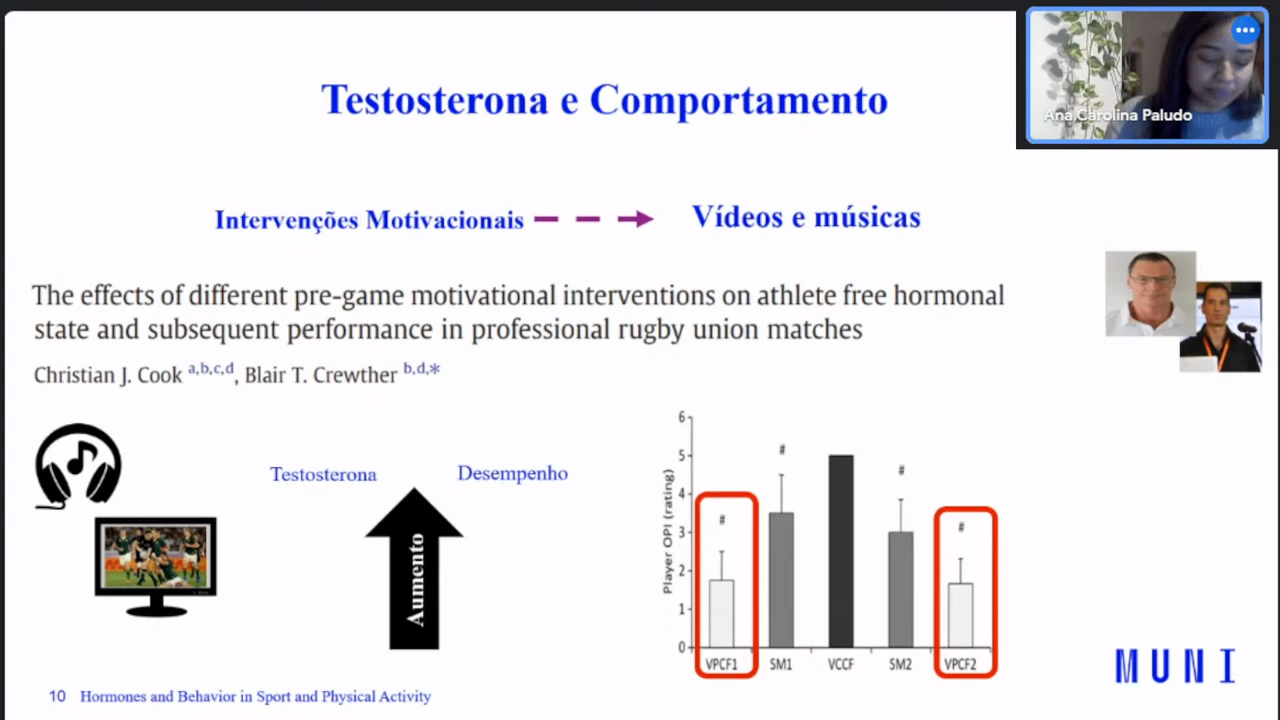 Testosterona e Comportamento
Ana Carolina Paludo
Intervenções Motivacionais
Vídeos e músicas
The effects of different pre-game motivational interventions on athlete free hormonal
state and subsequent performance in professional rugby union matches
Christian J. Cook a,b,c,d, Blair T. Crewther b,d,*
Testosterona
Desempenho
Aumento
Player OPI (rating)
6
5
4
3
2
1
0
#
#
#
#
VPCF1 SM1 VCCF SM2 VPCF2
MUNI
10 Hormones and Behavior in Sport and Physical Activity